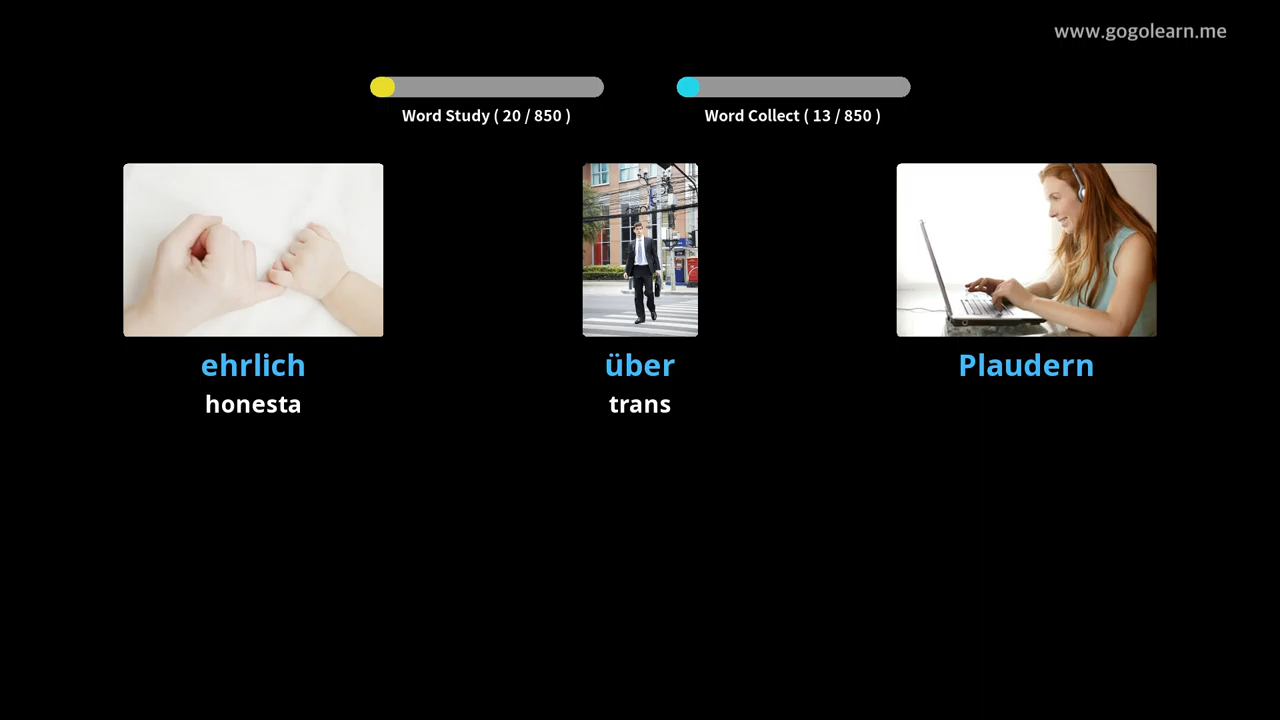 www.gogolearn.me
Word Study ( 20 / 850 )
Word Collect ( 13 / 850 )
ehrlich
honesta
über
trans
Plaudern